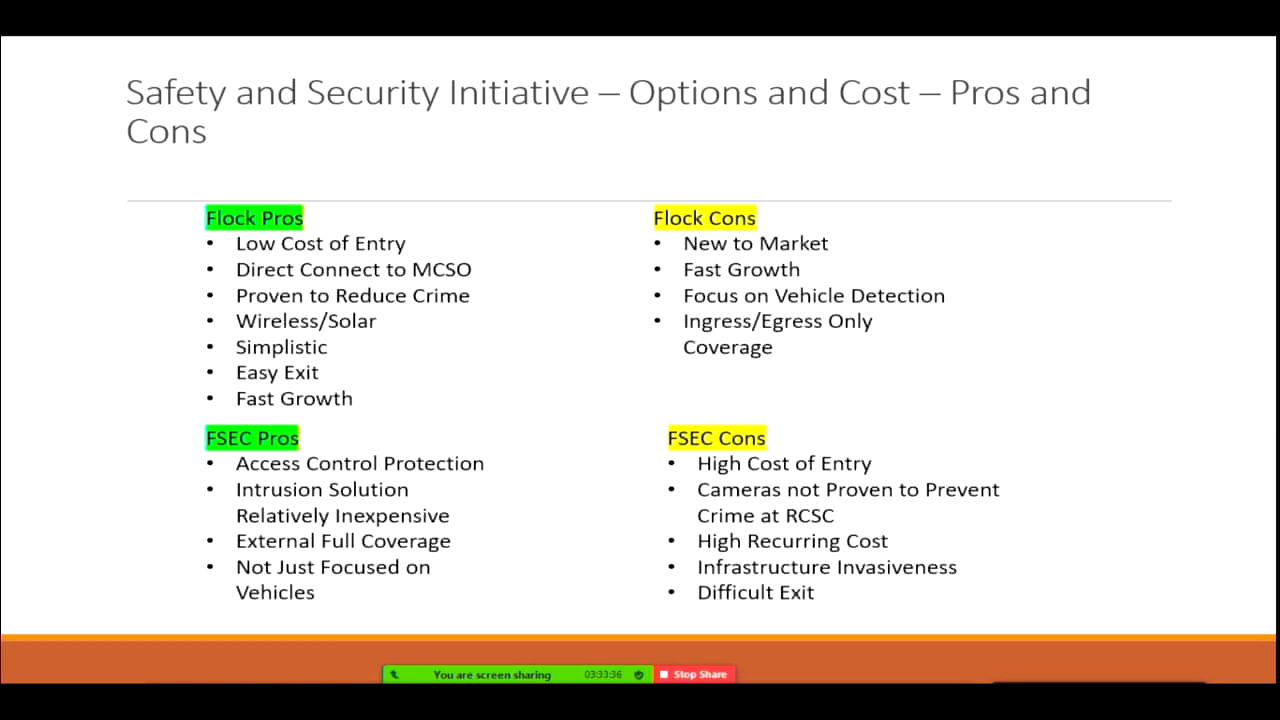 Safety and Security Initiative – Options and Cost – Pros and
Cons
Flock Pros
• Low Cost of Entry
• Direct Connect to MCSO
• Proven to Reduce Crime
• Wireless/Solar
• Simplistic
• Easy Exit
• Fast Growth
Flock Cons
• New to Market
• Fast Growth
• Focus on Vehicle Detection
• Ingress/Egress Only
Coverage
FSEC Pros
• Access Control Protection
• Intrusion Solution
Relatively Inexpensive
• External Full Coverage
• Not Just Focused on
Vehicles
FSEC Cons
• High Cost of Entry
• Cameras not Proven to Prevent
Crime at RCSC
• High Recurring Cost
• Infrastructure Invasiveness
• Difficult Exit
You are screen sharing 03:33:36 Stop Share